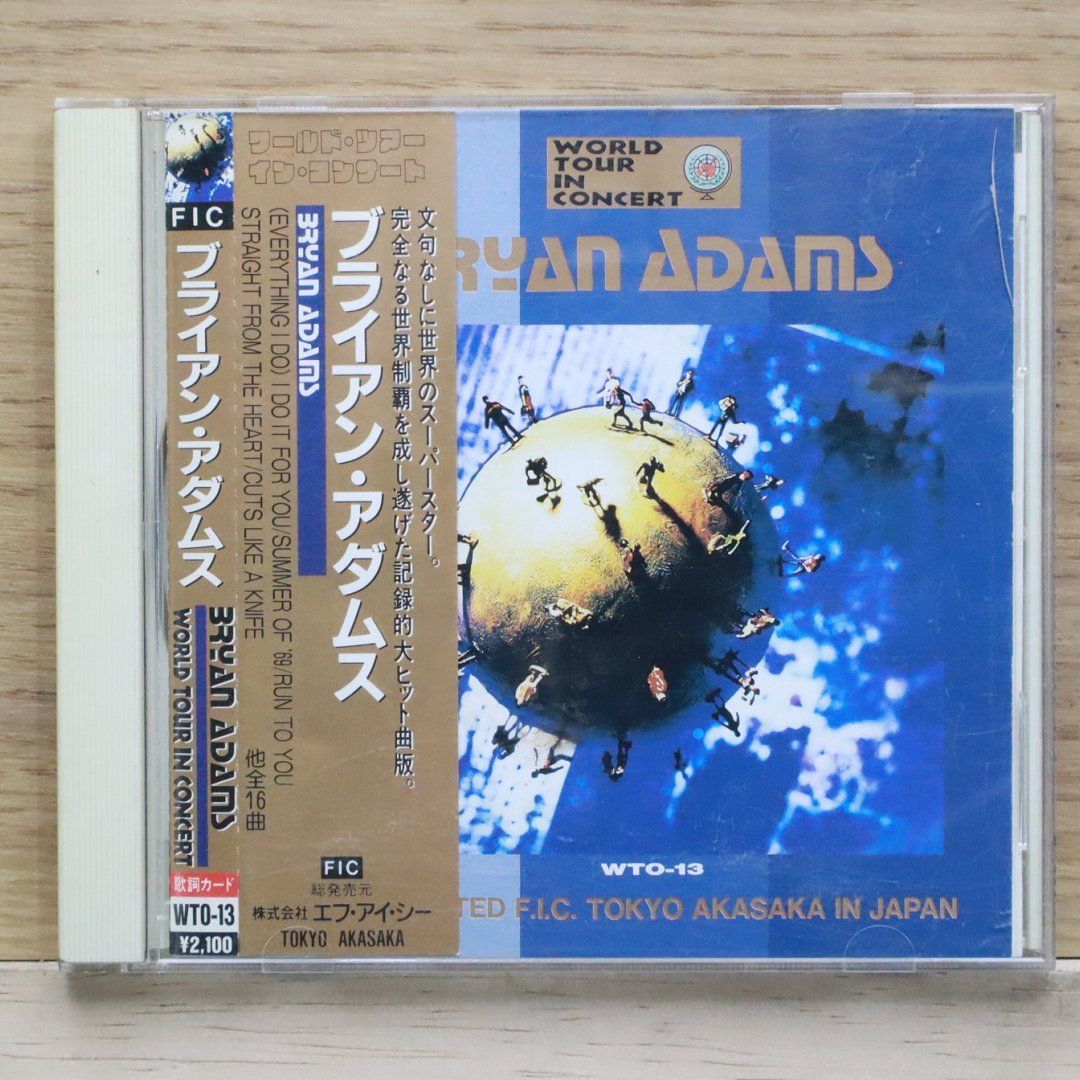 FIC
ブライアン・アダムス
BRYAN ADAMS
WORLD TOUR IN CONCERT
歌詞カード
WTO-13
¥2,100
ワールド・ツアー
イン・コンサート
文句なしに世界のスーパースター。
完全なる世界制覇を成し遂げた記録的大ヒット曲版。
ブライアン・アダムス
BRYAN ADAMS
(EVERYTHING I DO) I DO IT FOR YOU/SUMMER OF '69/RUN TO YOU
STRAIGHT FROM THE HEART/CUTS LIKE A KNIFE
他全16曲
FIC
総発売元
株式会社 エフ・アイ・シー
TOKYO AKASAKA
WORLD
TOUR
IN
CONCERT
RYAN ADAMS
WTO-13
TED F.I.C. TOKYO AKASAKA IN JAPAN